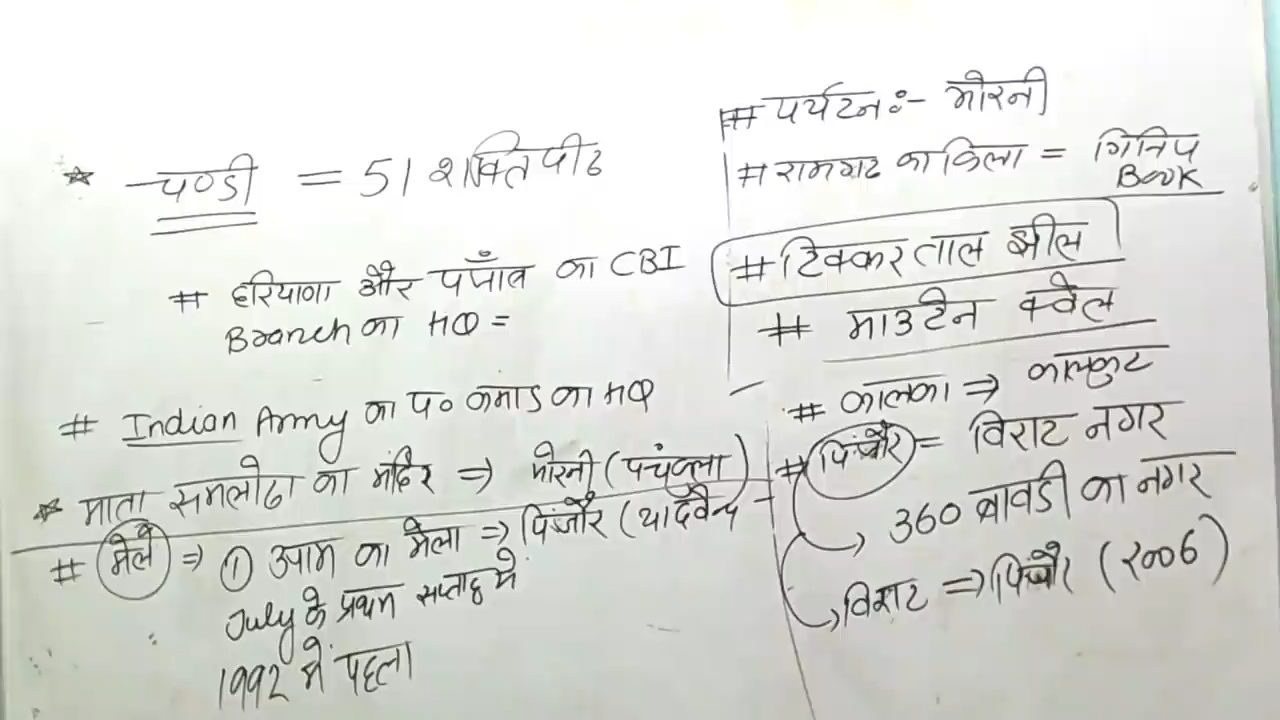 ☆ चण्डी = 51 शक्तिपीठ
# हरियाणा और पंजाब का CBI
Branch का HQ =
# Indian Army का प० कमांड का HQ
* माता समलोढा का मंदिर => मोरनी (पचंकुला)
# मेले => ① आम का मेला => पिंजौर (यादवेन्द्र
July के प्रथम सप्ताह में
1992 में पहला
# पर्यटन:- मोरनी
# रामगढ का किला = गिनिज
Book
# टिक्करताल झील
# माउटेन क्वेल
# कालका => कालकुट
# पिंजौर = विराट नगर
360 बावडी का नगर
विराट => पिंजौर (2006)